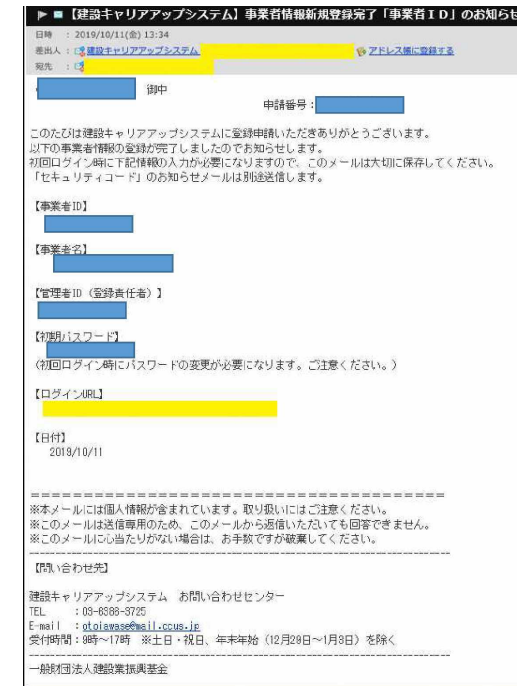 【建設キャリアアップシステム】事業者情報新規登録完了「事業者ＩＤ」のお知らせ
日時 : 2019/10/11(金) 13:34
差出人 : 建設キャリアアップシステム アドレス帳に登録する
宛先 :
御中
申請番号:
このたびは建設キャリアアップシステムに登録申請いただきありがとうございます。
以下の事業者情報の登録が完了しましたのでお知らせします。
初回ログイン時に下記情報の入力が必要になりますので、このメールは大切に保存してください。
「セキュリティコード」のお知らせメールは別途送信します。
【事業者ID】
【事業者名】
【管理者ID（登録責任者）】
【初期パスワード】
(初回ログイン時にパスワードの変更が必要になります。ご注意ください。)
【ログインURL】
【日付】
2019/10/11
==========================================
※本メールには個人情報が含まれています。取り扱いにはご注意ください。
※このメールは送信専用のため、このメールから返信いただいても回答できません。
※このメールに心当たりがない場合は、お手数ですが破棄してください。
----------------------------------------------------------------------
【問い合わせ先】
建設キャリアアップシステム お問い合わせセンター
TEL : 03-6386-3725
E-mail : otoiawase@mail.ccus.jp
受付時間：9時～17時 ※土日・祝日、年末年始（12月29日～1月3日）を除く
----------------------------------------------------------------------
一般財団法人建設業振興基金